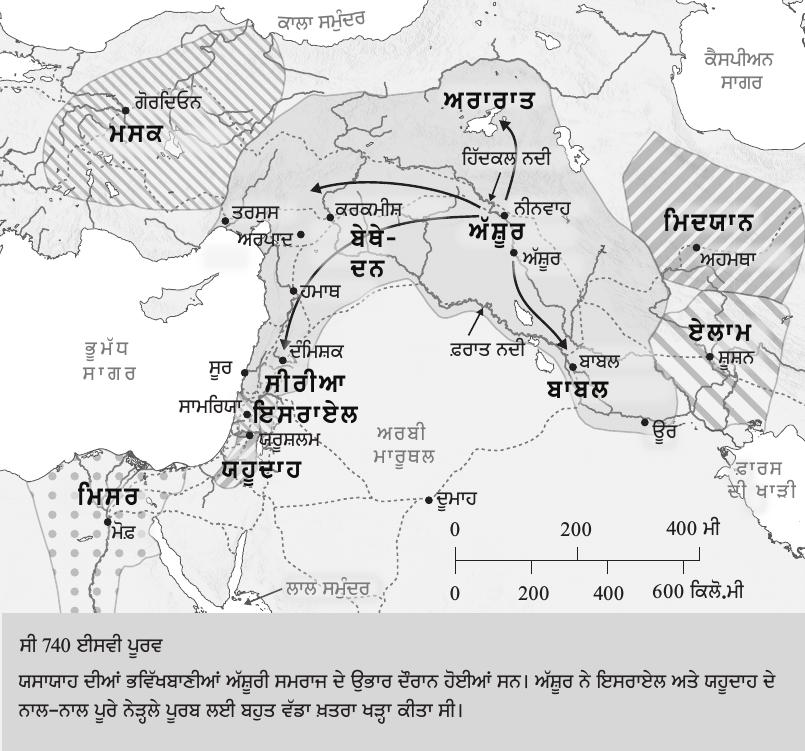 ਕਾਲਾ ਸਮੁੰਦਰ
ਕੈਸਪੀਅਨ
ਸਾਗਰ
ਗੋਰਦਿਓਨ
ਮਸਕ
ਅਰਾਰਾਤ
ਹਿੱਦਕਲ ਨਦੀ
ਤਰਸੁਸ
ਕਰਕਮੀਸ਼
ਨੀਨਵਾਹ
ਅਰਪਾਦ
ਬੇਥੇ-
ਦਨ
ਅੱਸ਼ੂਰ
ਅੱਸ਼ੂਰ
ਮਿਦਯਾਨ
ਅਹਮਥਾ
ਹਮਾਥ
ਭੂਮੱਧ
ਸਾਗਰ
ਦੰਮਿਸ਼ਕ
ਫ਼ਰਾਤ ਨਦੀ
ਏਲਾਮ
ਸ਼ੂਸ਼ਨ
ਸੂਰ
ਸੀਰੀਆ
ਬਾਬਲ
ਬਾਬਲ
ਸਾਮਰਿਯਾ
ਇਸਰਾਏਲ
ਊਰ
ਯਰੂਸ਼ਲਮ
ਯਹੂਦਾਹ
ਅਰਬੀ
ਮਾਰੂਥਲ
ਫ਼ਾਰਸ
ਦੀ ਖਾੜੀ
ਮਿਸਰ
ਮੋਫ਼
ਦੂਮਾਹ
0 200 400 ਮੀ
0 200 400 600 ਕਿਲੋ.ਮੀ
ਲਾਲ ਸਮੁੰਦਰ
ਸੀ 740 ਈਸਵੀ ਪੂਰਵ
ਯਸਾਯਾਹ ਦੀਆਂ ਭਵਿੱਖਬਾਣੀਆਂ ਅੱਸ਼ੂਰੀ ਸਮਰਾਜ ਦੇ ਉਭਾਰ ਦੌਰਾਨ ਹੋਈਆਂ ਸਨ। ਅੱਸ਼ੂਰ ਨੇ ਇਸਰਾਏਲ ਅਤੇ ਯਹੂਦਾਹ ਦੇ
ਨਾਲ-ਨਾਲ ਪੂਰੇ ਨੇੜ੍ਹਲੇ ਪੂਰਬ ਲਈ ਬਹੁਤ ਵੱਡਾ ਖ਼ਤਰਾ ਖੜ੍ਹਾ ਕੀਤਾ ਸੀ।